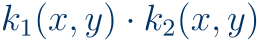 k₁(x, y) · k₂(x, y)